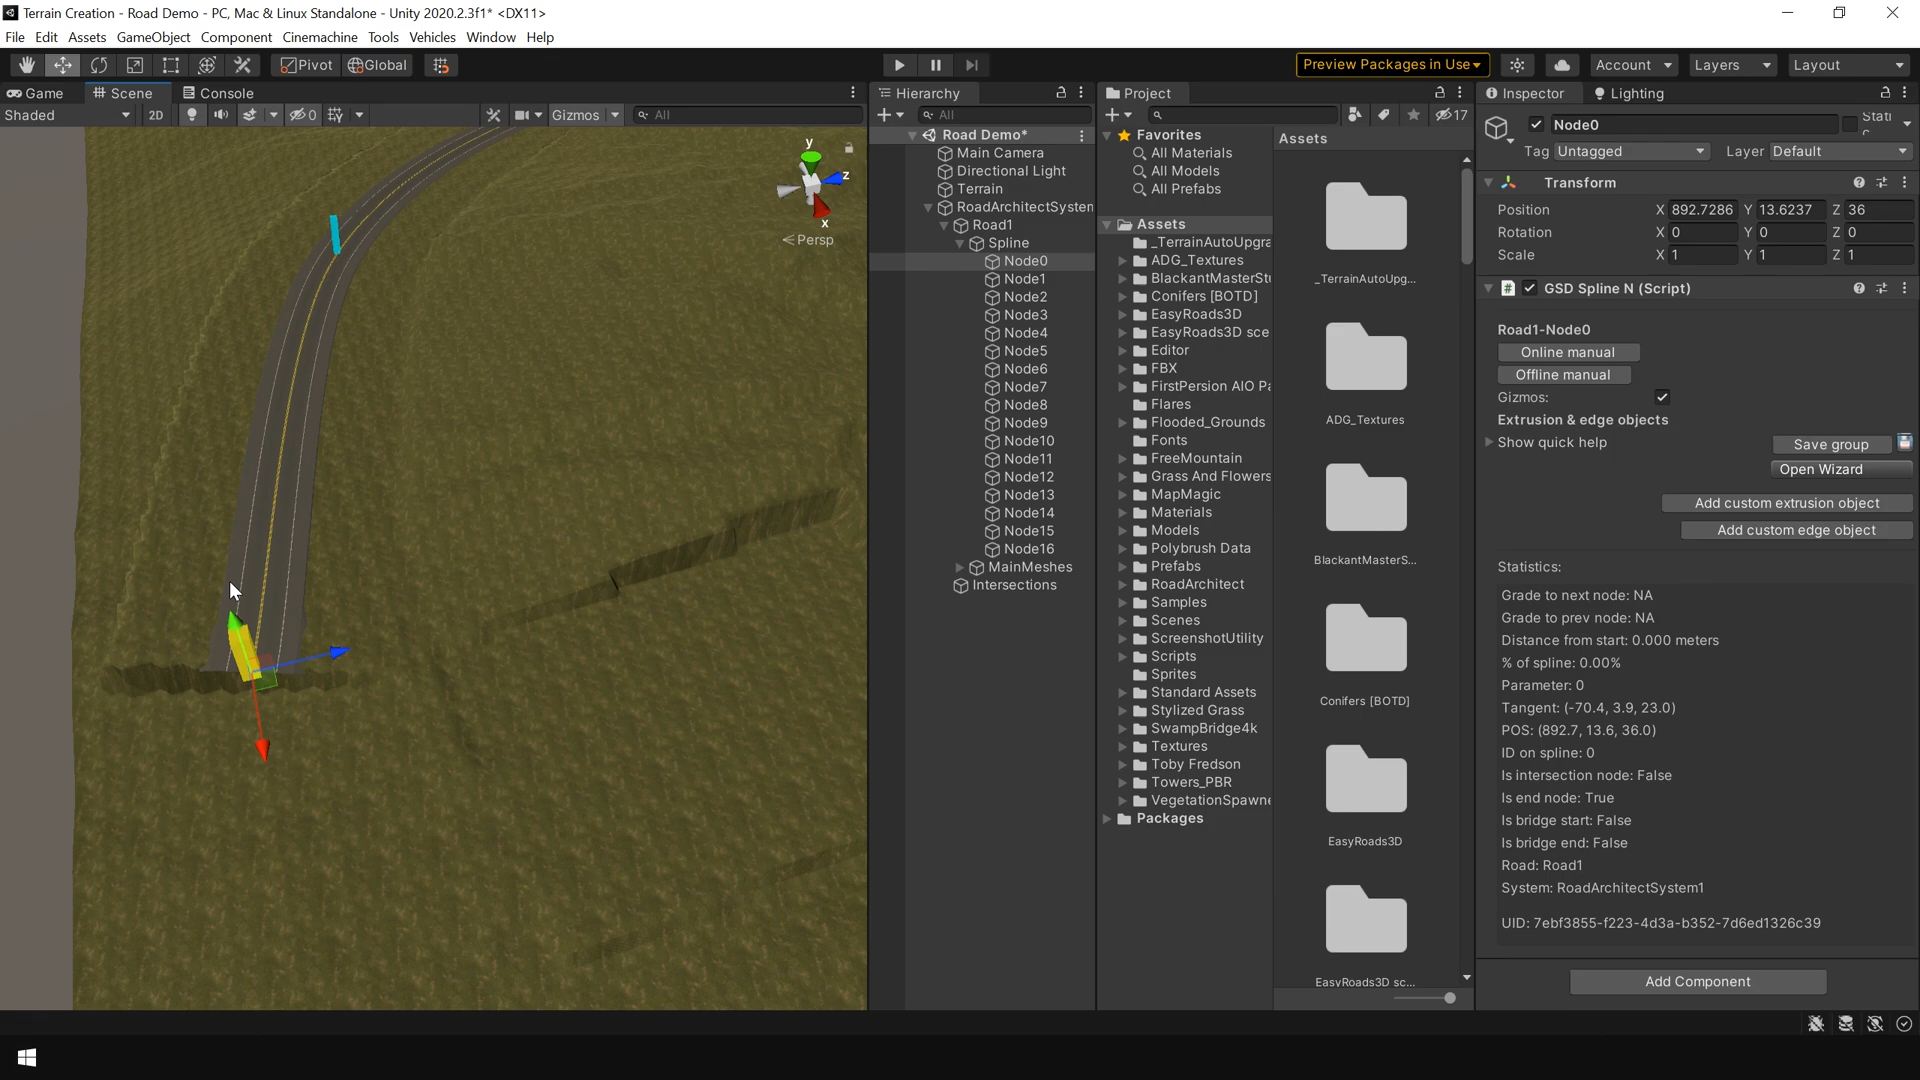 Terrain Creation - Road Demo - PC, Mac & Linux Standalone - Unity 2020.2.3f1* <DX11>
File Edit Assets GameObject Component Cinemachine Tools Vehicles Window Help
Pivot Global Preview Packages in Use Account Layers Layout
Game Scene Console
Shaded 2D 0 Gizmos All
y
z
x
Persp
Hierarchy
All
Road Demo*
Main Camera
Directional Light
Terrain
RoadArchitectSystem
Road1
Spline
Node0
Node1
Node2
Node3
Node4
Node5
Node6
Node7
Node8
Node9
Node10
Node11
Node12
Node13
Node14
Node15
Node16
MainMeshes
Intersections
Project
17
Favorites
All Materials
All Models
All Prefabs
Assets
_TerrainAutoUpgra
ADG_Textures
BlackantMasterStu
Conifers [BOTD]
EasyRoads3D
EasyRoads3D sce
Editor
FBX
FirstPersion AIO Pa
Flares
Flooded_Grounds
Fonts
FreeMountain
Grass And Flowers
MapMagic
Materials
Models
Polybrush Data
Prefabs
RoadArchitect
Samples
Scenes
ScreenshotUtility
Scripts
Sprites
Standard Assets
Stylized Grass
SwampBridge4k
Textures
Toby Fredson
Towers_PBR
VegetationSpawne
Packages
Assets
_TerrainAutoUpg...
ADG_Textures
BlackantMasterS...
Conifers [BOTD]
EasyRoads3D
EasyRoads3D sc...
Inspector Lighting
Node0 Stati
c
Tag Untagged Layer Default
Transform
Position X 892.7286 Y 13.6237 Z 36
Rotation X 0 Y 0 Z 0
Scale X 1 Y 1 Z 1
GSD Spline N (Script)
Road1-Node0
Online manual
Offline manual
Gizmos:
Extrusion & edge objects
Show quick help Save group
Open Wizard
Add custom extrusion object
Add custom edge object
Statistics:
Grade to next node: NA
Grade to prev node: NA
Distance from start: 0.000 meters
% of spline: 0.00%
Parameter: 0
Tangent: (-70.4, 3.9, 23.0)
POS: (892.7, 13.6, 36.0)
ID on spline: 0
Is intersection node: False
Is end node: True
Is bridge start: False
Is bridge end: False
Road: Road1
System: RoadArchitectSystem1
UID: 7ebf3855-f223-4d3a-b352-7d6ed1326c39
Add Component